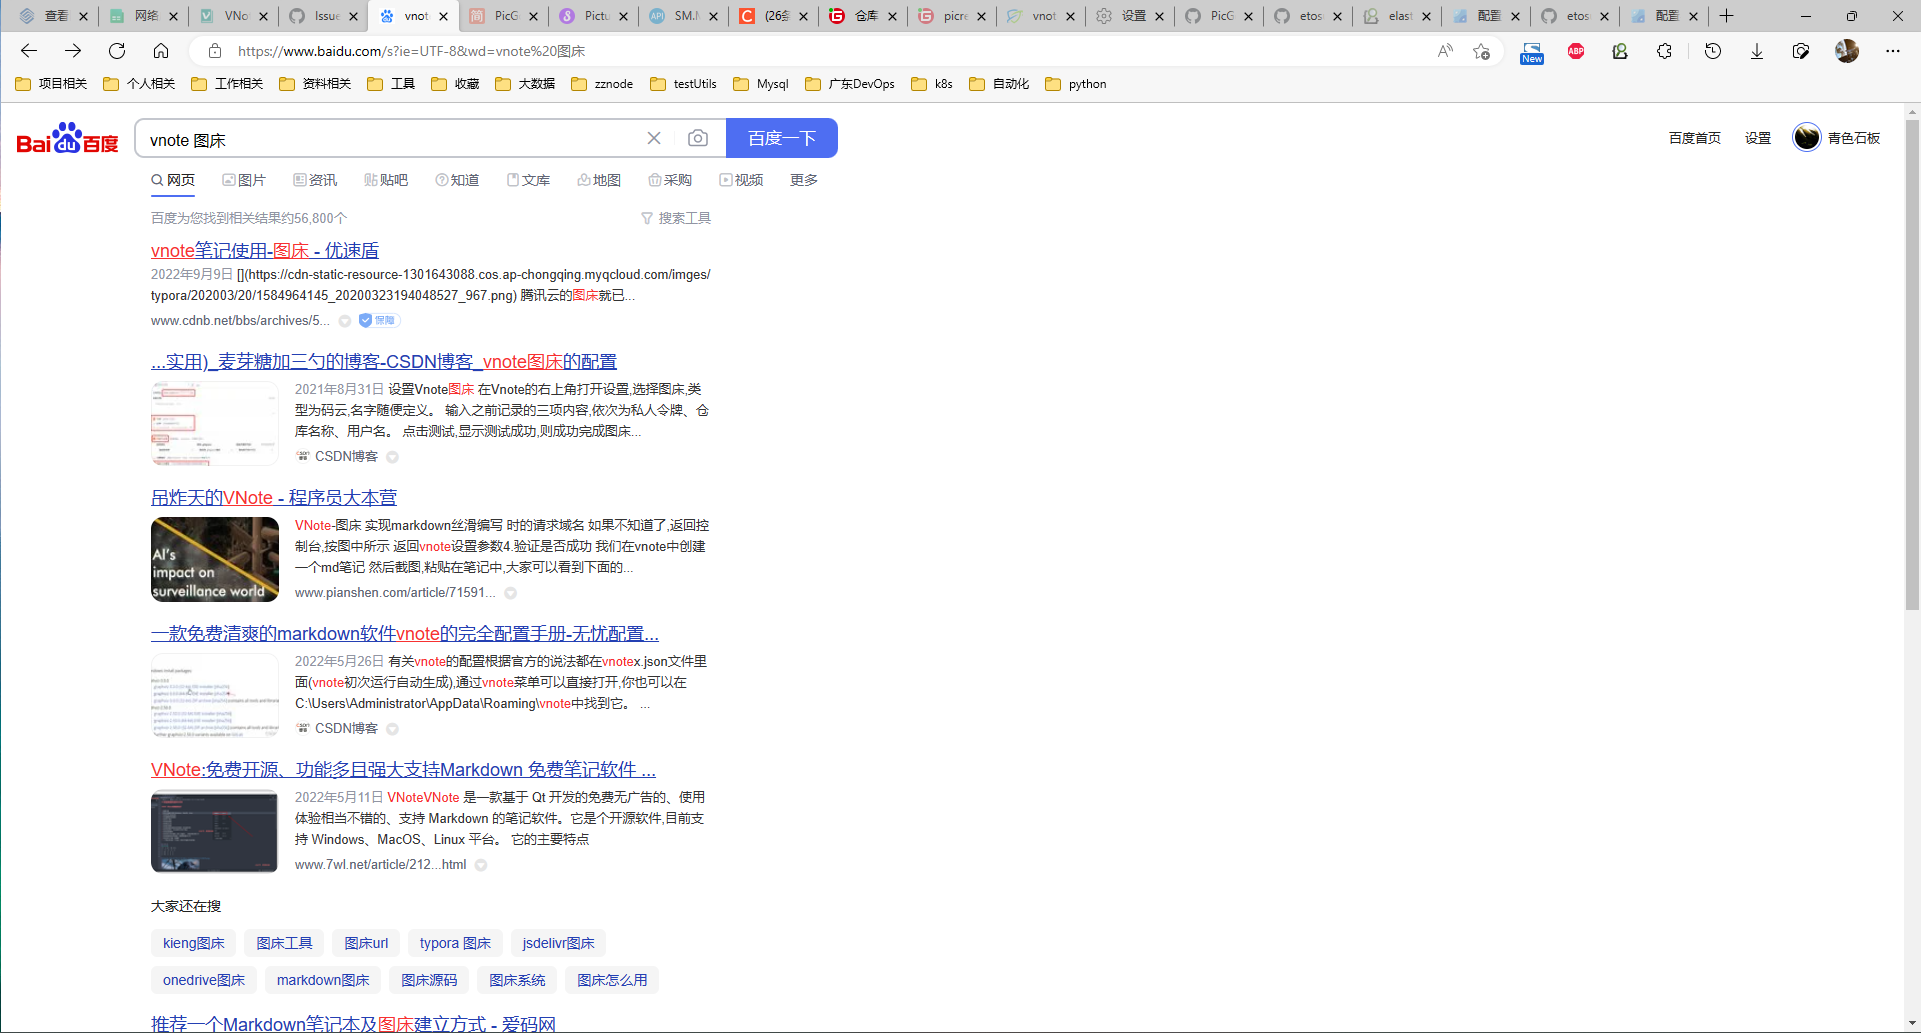 查看 网络 VNo Issue vnot PicG Pictu SM.M (26条 仓库 picre vnot 设置 PicG etos elast 配置 etos 配置
https://www.baidu.com/s?ie=UTF-8&wd=vnote%20图床
New ABP
项目相关 个人相关 工作相关 资料相关 工具 收藏 大数据 zznode testUtils Mysql 广东DevOps k8s 自动化 python
Bai du 百度 vnote 图床 百度一下 百度首页 设置 青色石板
网页 图片 资讯 贴吧 知道 文库 地图 采购 视频 更多
百度为您找到相关结果约56,800个 搜索工具
vnote笔记使用-图床 - 优速盾
2022年9月9日 [](https://cdn-static-resource-1301643088.cos.ap-chongqing.myqcloud.com/imges/
typora/202003/20/1584964145_20200323194048527_967.png) 腾讯云的图床就已...
www.cdnb.net/bbs/archives/5... 保障
...实用)_麦芽糖加三勺的博客-CSDN博客_vnote图床的配置
2021年8月31日 设置Vnote图床 在Vnote的右上角打开设置,选择图床,类
型为码云,名字随便定义。 输入之前记录的三项内容,依次为私人令牌、仓
库名称、用户名。 点击测试,显示测试成功,则成功完成图床...
CSDN博客
吊炸天的VNote - 程序员大本营
AI's
impact on
surveillance world
VNote-图床 实现markdown丝滑编写 时的请求域名 如果不知道了,返回控
制台,按图中所示 返回vnote设置参数4.验证是否成功 我们在vnote中创建
一个md笔记 然后截图,粘贴在笔记中,大家可以看到下面的...
www.pianshen.com/article/71591...
一款免费清爽的markdown软件vnote的完全配置手册-无忧配置...
2022年5月26日 有关vnote的配置根据官方的说法都在vnotex.json文件里
面(vnote初次运行自动生成),通过vnote菜单可以直接打开,你也可以在
C:\Users\Administrator\AppData\Roaming\vnote中找到它。 ...
CSDN博客
VNote:免费开源、功能多且强大支持Markdown 免费笔记软件 ...
2022年5月11日 VNoteVNote 是一款基于 Qt 开发的免费无广告的、使用
体验相当不错的、支持 Markdown 的笔记软件。它是个开源软件,目前支
持 Windows、MacOS、Linux 平台。 它的主要特点
www.7wl.net/article/212...html
大家还在搜
kieng图床 图床工具 图床url typora 图床 jsdelivr图床
onedrive图床 markdown图床 图床源码 图床系统 图床怎么用
推荐一个Markdown笔记本及图床建立方式 - 爱码网